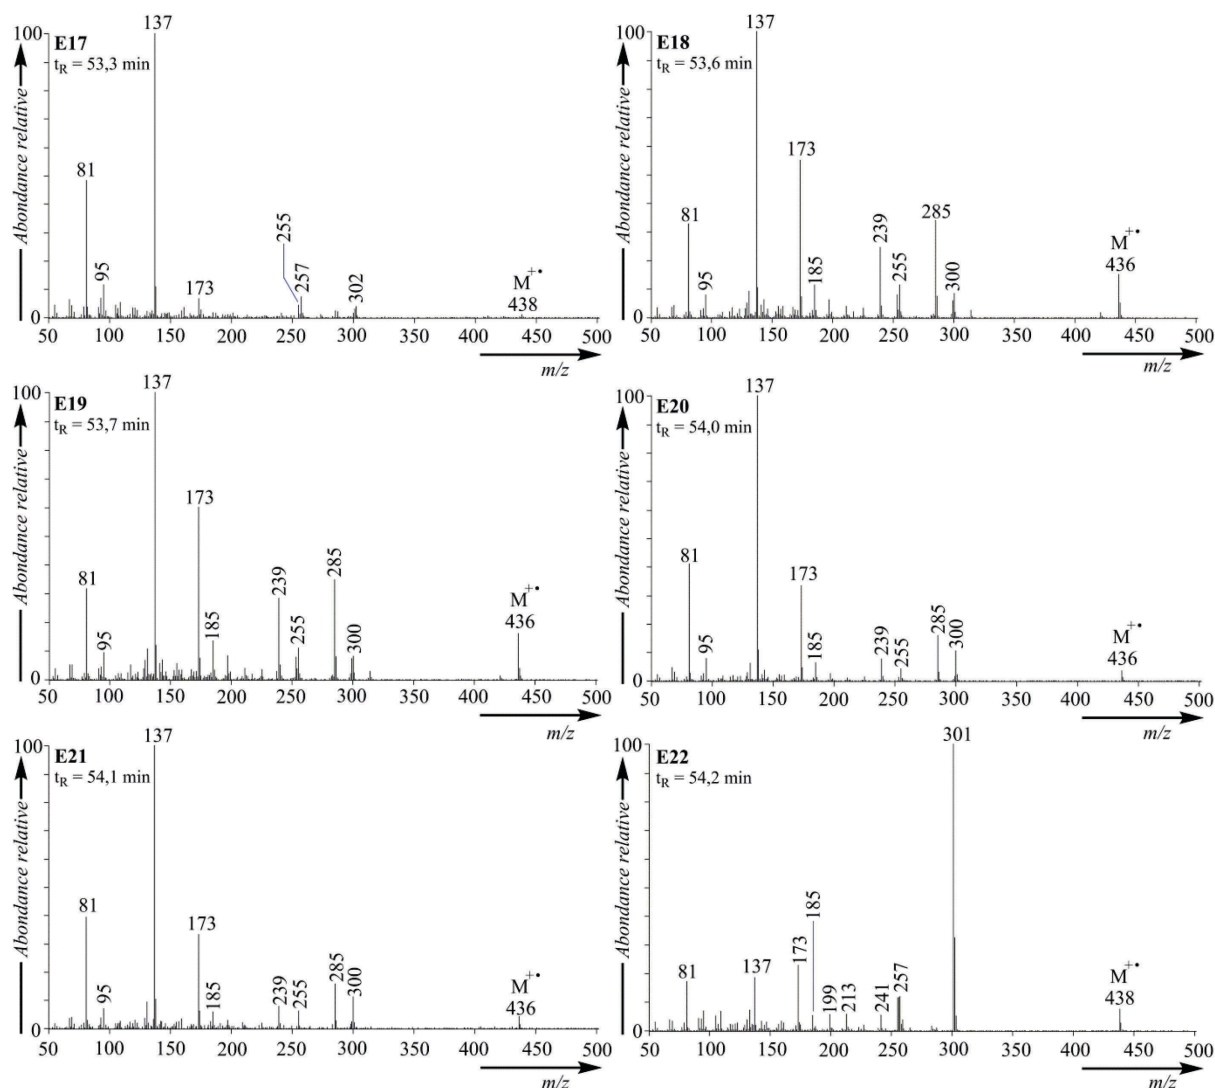 100
137
E17
t_R = 53,3 min
81
95
173
255
257
302
M+•
438
0
50 100 150 200 250 300 350 400 450 500
Abondance relative
m/z
100
137
E18
t_R = 53,6 min
81
95
173
185
239
255
285
300
M+•
436
0
50 100 150 200 250 300 350 400 450 500
Abondance relative
m/z
100
137
E19
t_R = 53,7 min
81
95
173
185
239
255
285
300
M+•
436
0
50 100 150 200 250 300 350 400 450 500
Abondance relative
m/z
100
137
E20
t_R = 54,0 min
81
95
173
185
239
255
285
300
M+•
436
0
50 100 150 200 250 300 350 400 450 500
Abondance relative
m/z
100
137
E21
t_R = 54,1 min
81
95
173
185
239
255
285
300
M+•
436
0
50 100 150 200 250 300 350 400 450 500
Abondance relative
m/z
100
301
E22
t_R = 54,2 min
81
137
173
185
199
213
241
257
M+•
438
0
50 100 150 200 250 300 350 400 450 500
Abondance relative
m/z